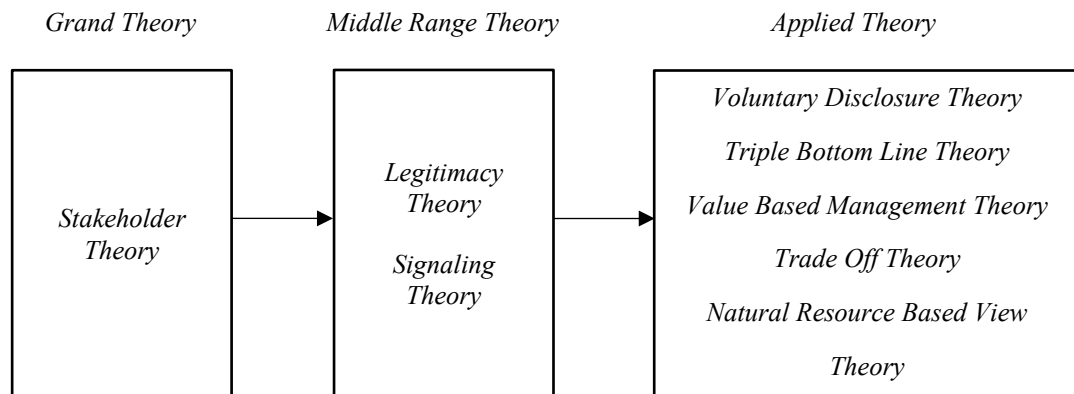 Grand Theory
Middle Range Theory
Applied Theory
Stakeholder
Theory
Legitimacy
Theory
Signaling
Theory
Voluntary Disclosure Theory
Triple Bottom Line Theory
Value Based Management Theory
Trade Off Theory
Natural Resource Based View
Theory